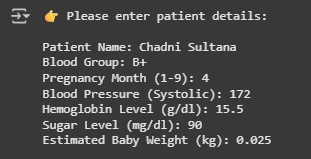 👉 Please enter patient details:
Patient Name: Chadni Sultana
Blood Group: B+
Pregnancy Month (1-9): 4
Blood Pressure (Systolic): 172
Hemoglobin Level (g/dl): 15.5
Sugar Level (mg/dl): 90
Estimated Baby Weight (kg): 0.025